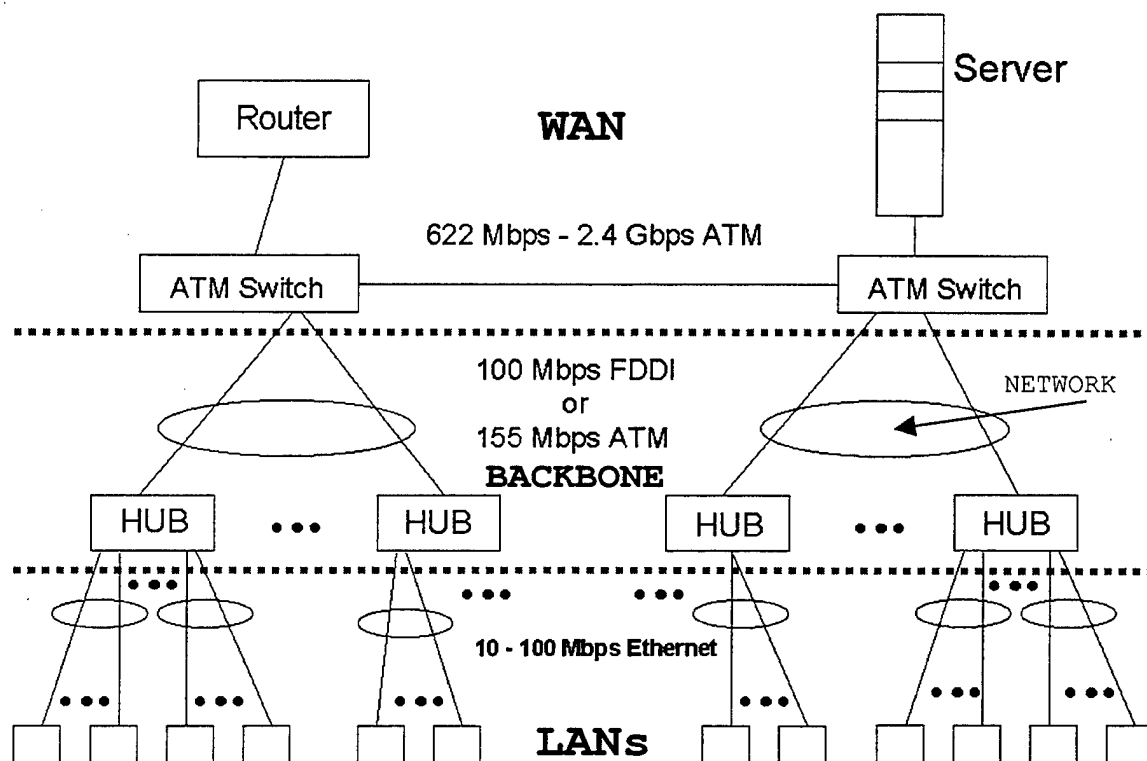 Server
Router
WAN
622 Mbps - 2.4 Gbps ATM
ATM Switch
ATM Switch
100 Mbps FDDI
or
155 Mbps ATM
BACKBONE
NETWORK
HUB
HUB
HUB
HUB
10 - 100 Mbps Ethernet
LANs